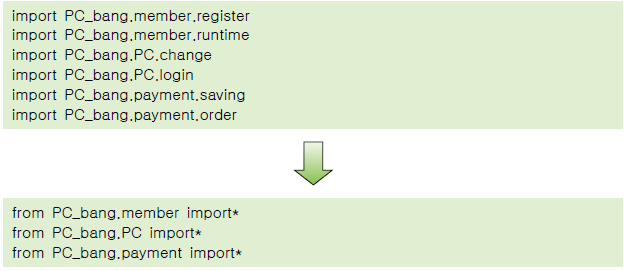 import PC_bang.member.register
import PC_bang.member.runtime
import PC_bang.PC.change
import PC_bang.PC.login
import PC_bang.payment.saving
import PC_bang.payment.order
from PC_bang.member import*
from PC_bang.PC import*
from PC_bang.payment import*